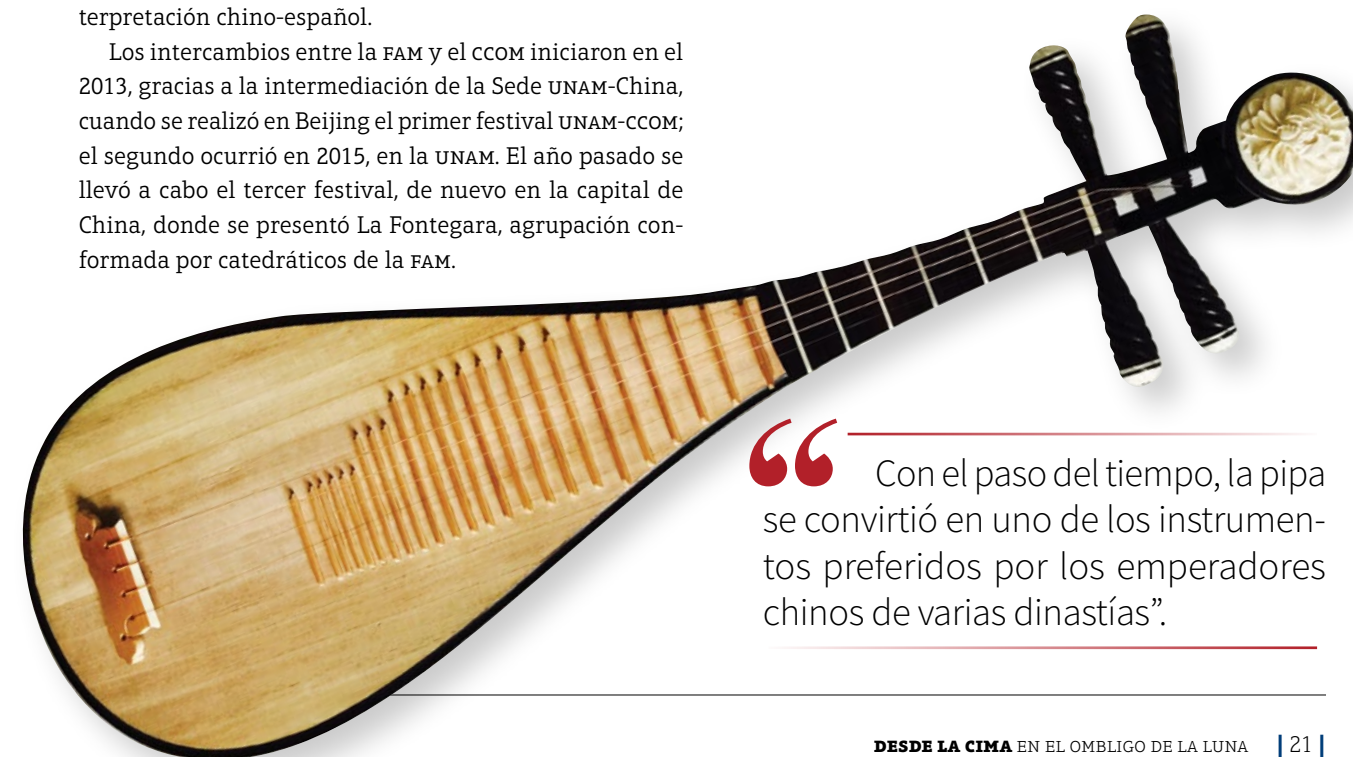 terpretación chino-español.
Los intercambios entre la FAM y el CCOM iniciaron en el
2013, gracias a la intermediación de la Sede UNAM-China,
cuando se realizó en Beijing el primer festival UNAM-CCOM;
el segundo ocurrió en 2015, en la UNAM. El año pasado se
llevó a cabo el tercer festival, de nuevo en la capital de
China, donde se presentó La Fontegara, agrupación con-
formada por catedráticos de la FAM.
“ Con el paso del tiempo, la pipa
se convirtió en uno de los instrumen-
tos preferidos por los emperadores
chinos de varias dinastías”.
DESDE LA CIMA EN EL OMBLIGO DE LA LUNA | 21 |